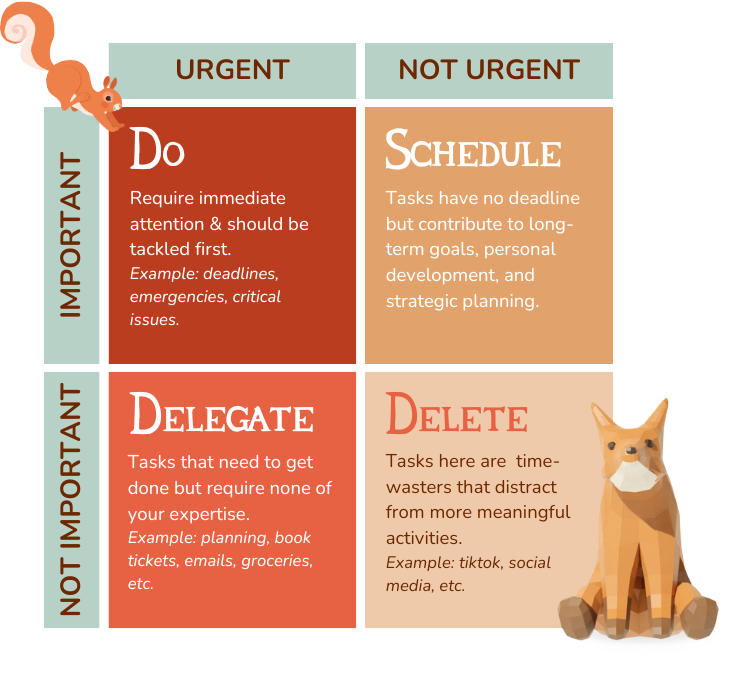 URGENT
NOT URGENT
IMPORTANT
Do
Require immediate
attention & should be
tackled first.
Example: deadlines,
emergencies, critical
issues.
Schedule
Tasks have no deadline
but contribute to long-
term goals, personal
development, and
strategic planning.
NOT IMPORTANT
Delegate
Tasks that need to get
done but require none of
your expertise.
Example: planning, book
tickets, emails, groceries,
etc.
Delete
Tasks here are  time-
wasters that distract
from more meaningful
activities.
Example: tiktok, social
media, etc.